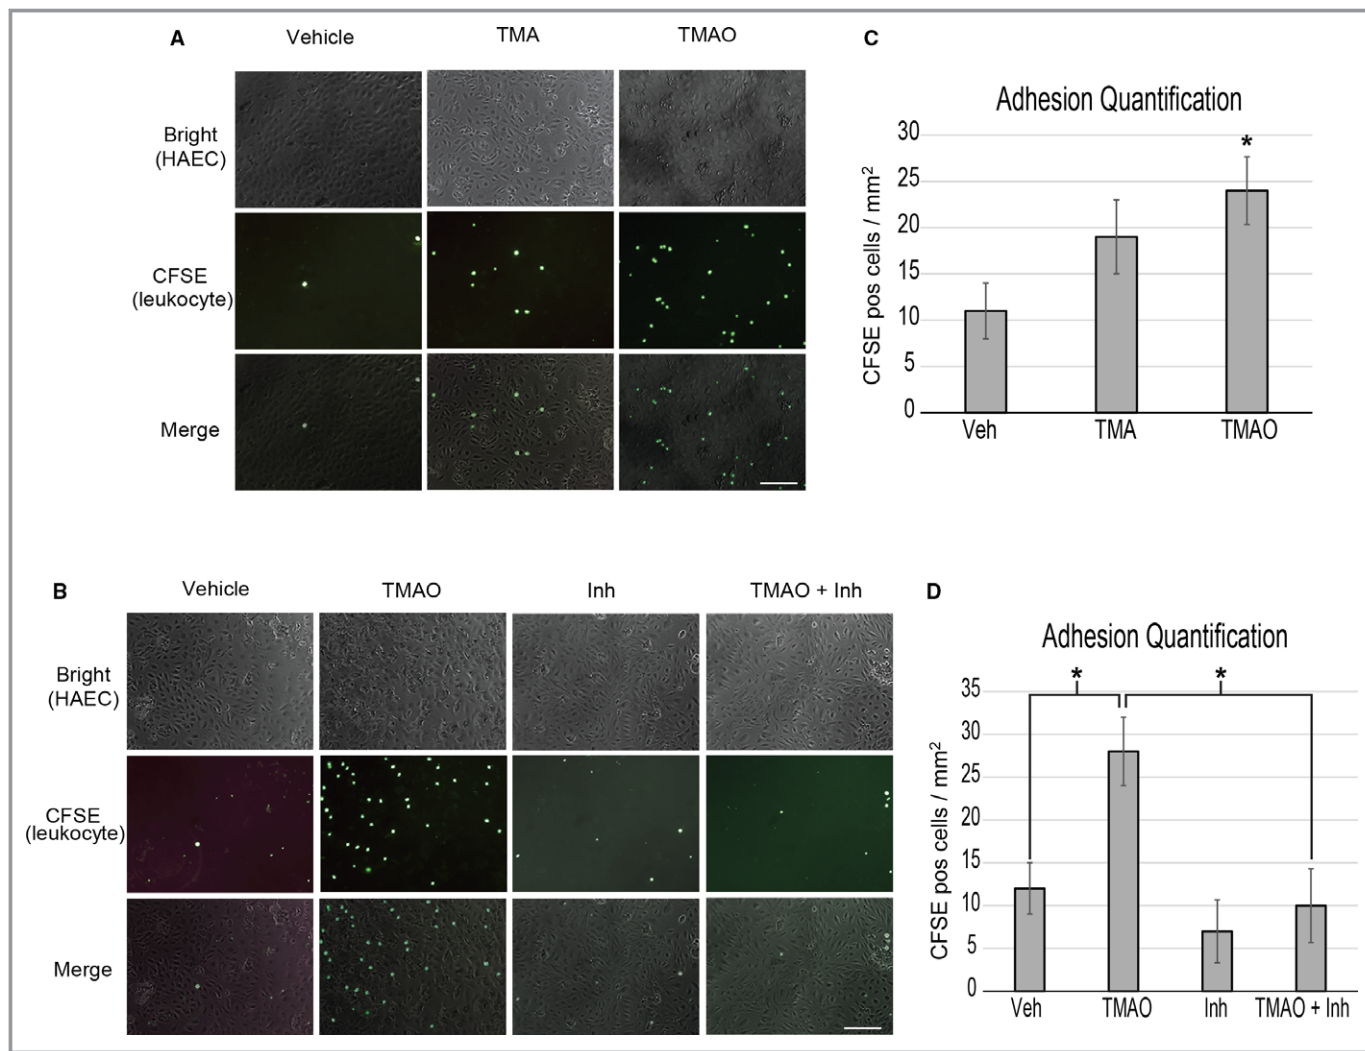 A
Vehicle
TMA
TMAO
Bright
(HAEC)
CFSE
(leukocyte)
Merge
C
Adhesion Quantification
CFSE pos cells / mm²
30
25
20
15
10
5
0
*
Veh
TMA
TMAO
B
Vehicle
TMAO
Inh
TMAO + Inh
Bright
(HAEC)
CFSE
(leukocyte)
Merge
D
Adhesion Quantification
*
*
CFSE pos cells / mm²
35
30
25
20
15
10
5
0
Veh
TMAO
Inh
TMAO + Inh